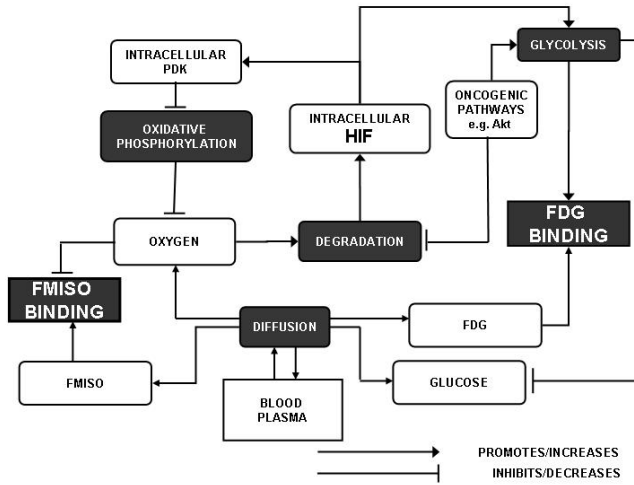 GLYCOLYSIS
INTRACELLULAR
PDK
ONCOGENIC
PATHWAYS
e.g. Akt
INTRACELLULAR
HIF
OXIDATIVE
PHOSPHORYLATION
OXYGEN
DEGRADATION
FDG
BINDING
FMISO
BINDING
DIFFUSION
FDG
FMISO
GLUCOSE
BLOOD
PLASMA
PROMOTES/INCREASES
INHIBITS/DECREASES